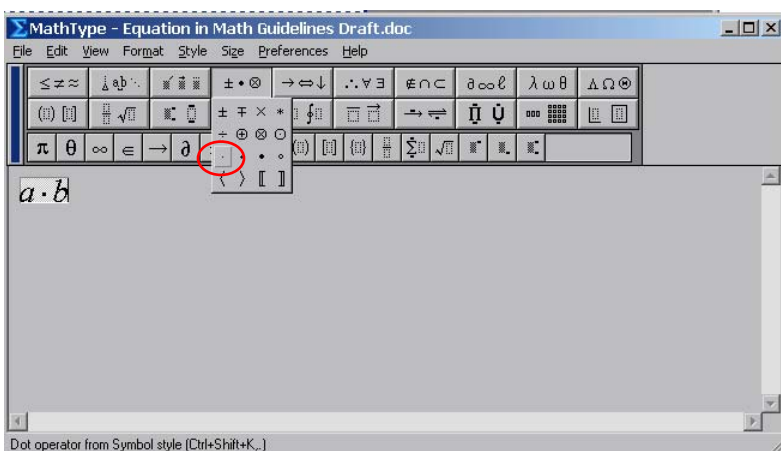 MathType - Equation in Math Guidelines Draft.doc
File Edit View Format Style Size Preferences Help
≤ ≠ ≈ ± • ⊗ → ⇔ ↓ ∴ ∀ ∃ ∉ ∩ ⊂ ∂ ∞ ℓ λ ω θ Λ Ω ⊛
± ∓ × *
÷ ⊕ ⊗ ⊙
π θ ∞ ∈ → ∂
· • ∘
⟨ ⟩ ⟦ ⟧
a · b
Dot operator from Symbol style (Ctrl+Shift+K,.)